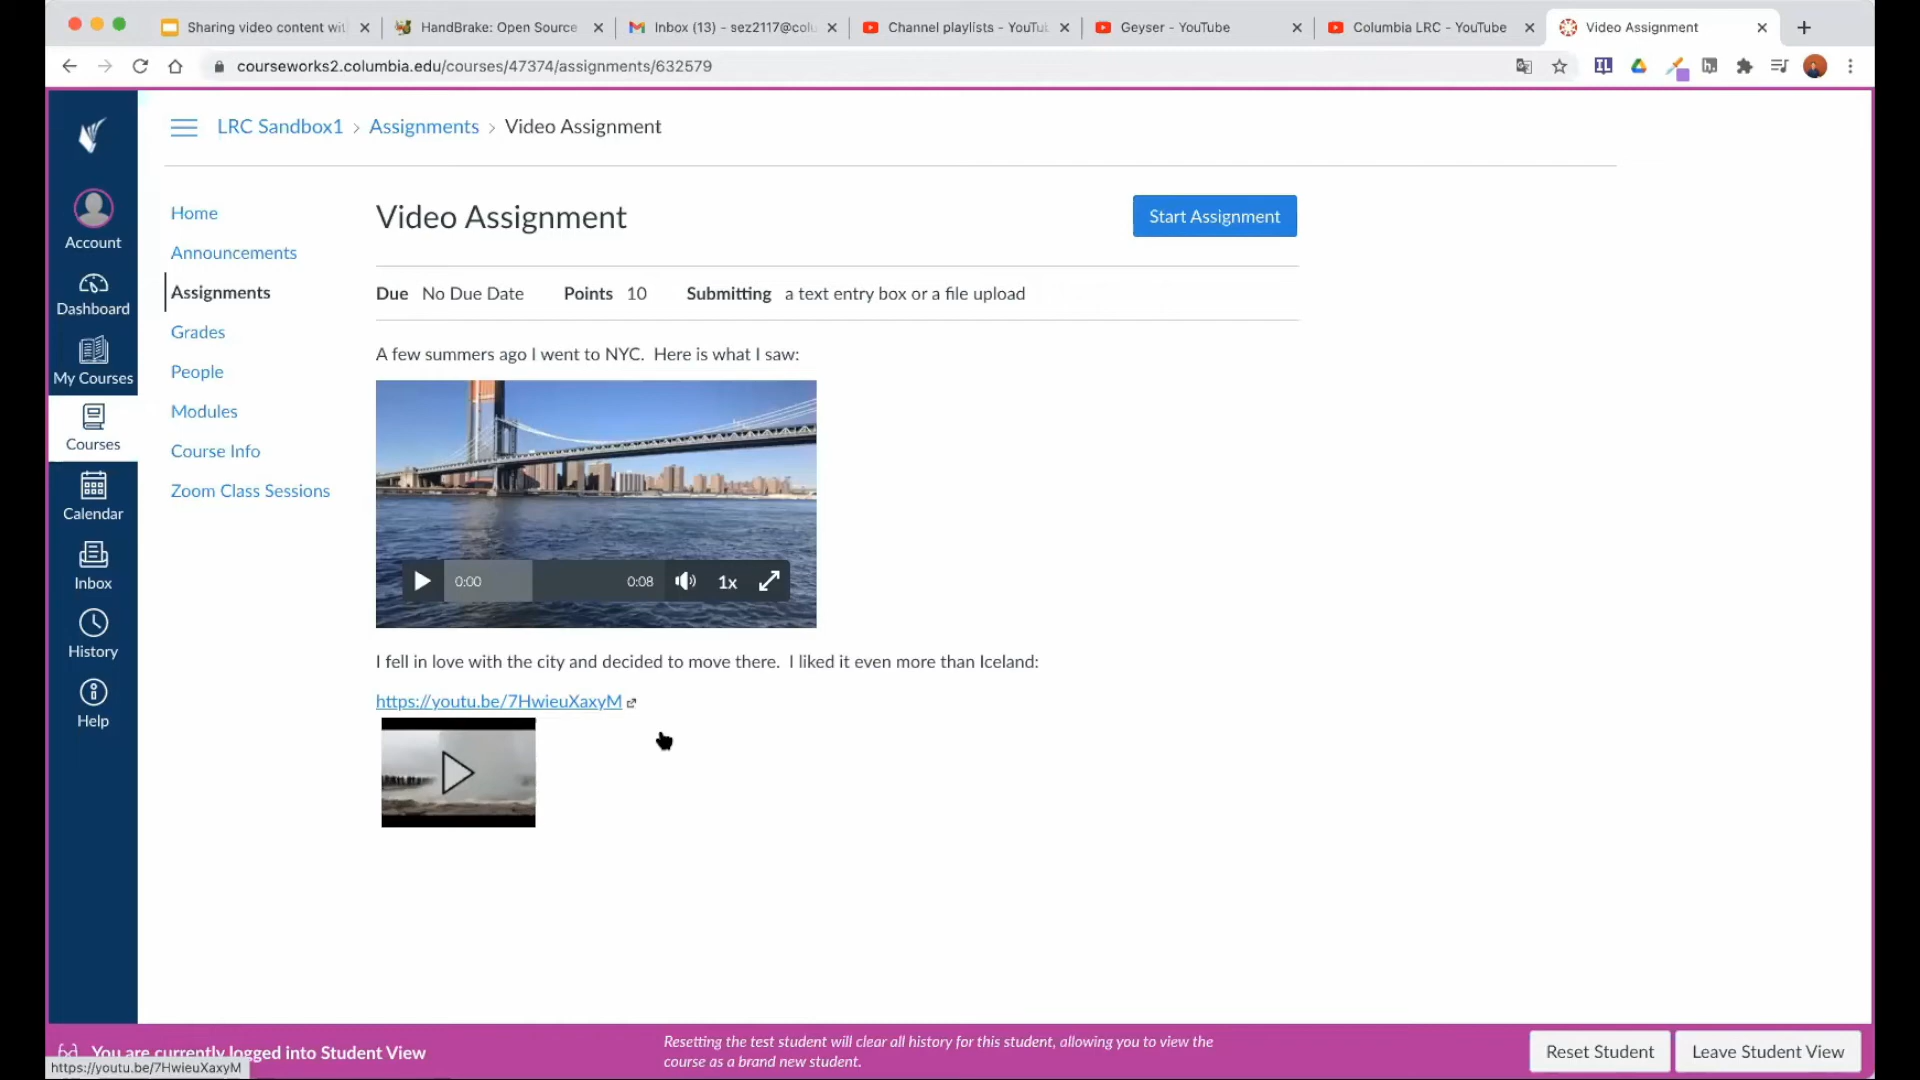 Sharing video content wit
HandBrake: Open Source
Inbox (13) - sez2117@colu
Channel playlists - YouTu
Geyser - YouTube
Columbia LRC - YouTube
Video Assignment
courseworks2.columbia.edu/courses/47374/assignments/632579
LRC Sandbox1 > Assignments > Video Assignment
Account
Dashboard
My Courses
Courses
Calendar
Inbox
History
Help
Home
Announcements
Assignments
Grades
People
Modules
Course Info
Zoom Class Sessions
Video Assignment
Start Assignment
Due No Due Date Points 10 Submitting a text entry box or a file upload
A few summers ago I went to NYC. Here is what I saw:
0:00 0:08 1x
I fell in love with the city and decided to move there. I liked it even more than Iceland:
https://youtu.be/7HwieuXaxyM
You are currently logged into Student View
https://youtu.be/7HwieuXaxyM
Resetting the test student will clear all history for this student, allowing you to view the
course as a brand new student.
Reset Student
Leave Student View